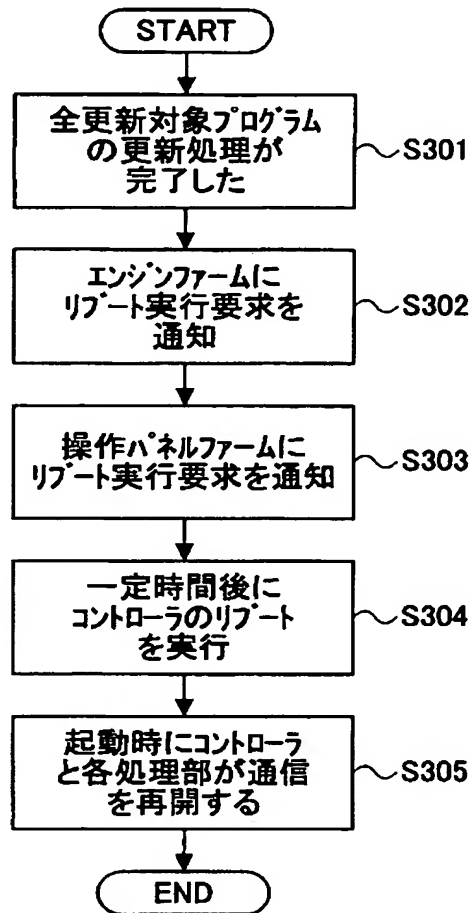 START
全更新対象プログラム
の更新処理が
完了した
S301
エンジンファームに
リブート実行要求を
通知
S302
操作パネルファームに
リブート実行要求を通知
S303
一定時間後に
コントローラのリブート
を実行
S304
起動時にコントローラ
と各処理部が通信
を再開する
S305
END